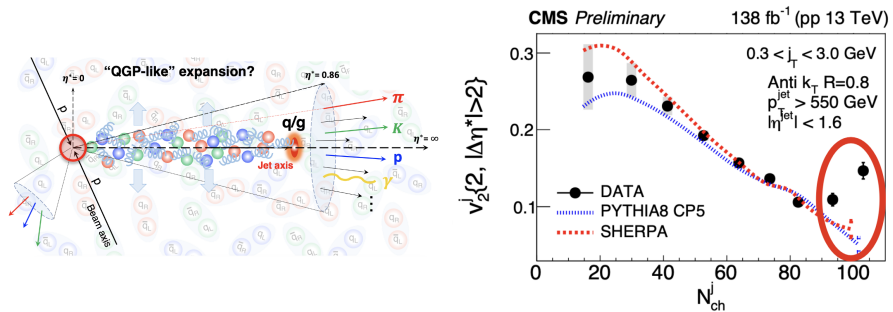 "QGP-like" expansion?
η*=0
η*=0.86
p
p
q/g
Jet axis
η*= ∞
π
K
p
γ
Beam axis
CMS Preliminary
138 fb⁻¹ (pp 13 TeV)
0.3 < j_T < 3.0 GeV
Anti k_T R=0.8
p_T^jet > 550 GeV
|η^jet| < 1.6
DATA
PYTHIA8 CP5
SHERPA
v_2^j{2, |Δη*|>2}
0.3
0.2
0.1
0 20 40 60 80 100
N_ch^j